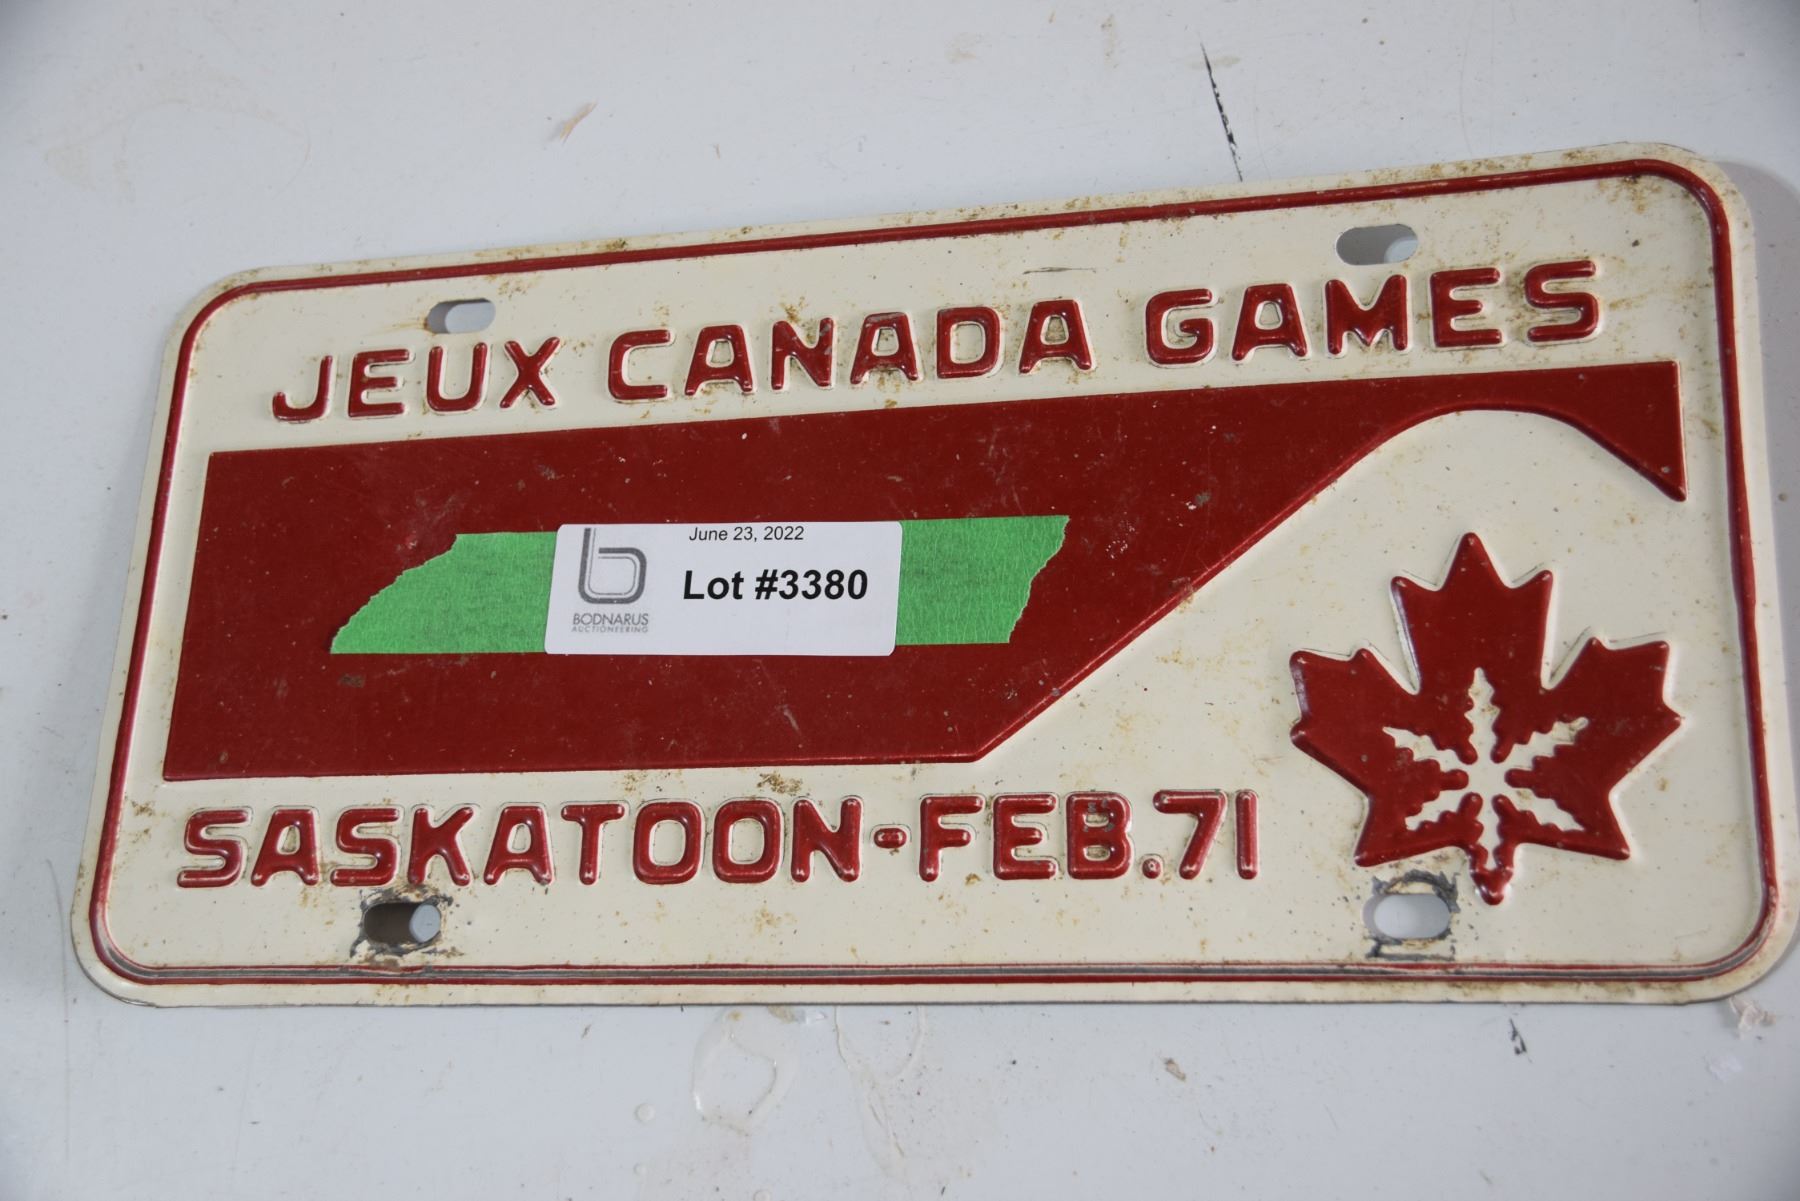 JEUX CANADA GAMES
June 23, 2022
Lot #3380
BODNARUS
AUCTIONEERING
SASKATOON-FEB.71